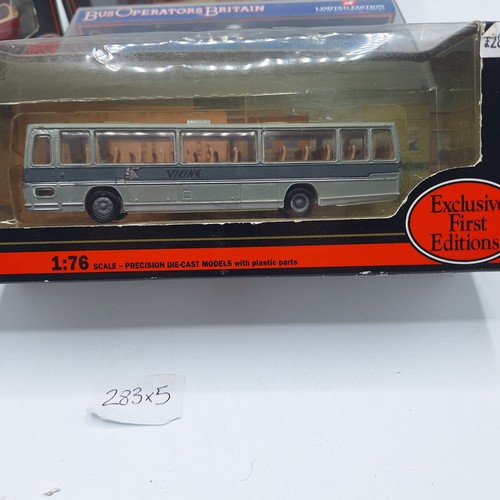 BUS OPERATORS BRITAIN
LIMITED EDITION
£28
VIKING
Exclusive
First
Editions
1:76 SCALE – PRECISION DIE-CAST MODELS with plastic parts
283x5